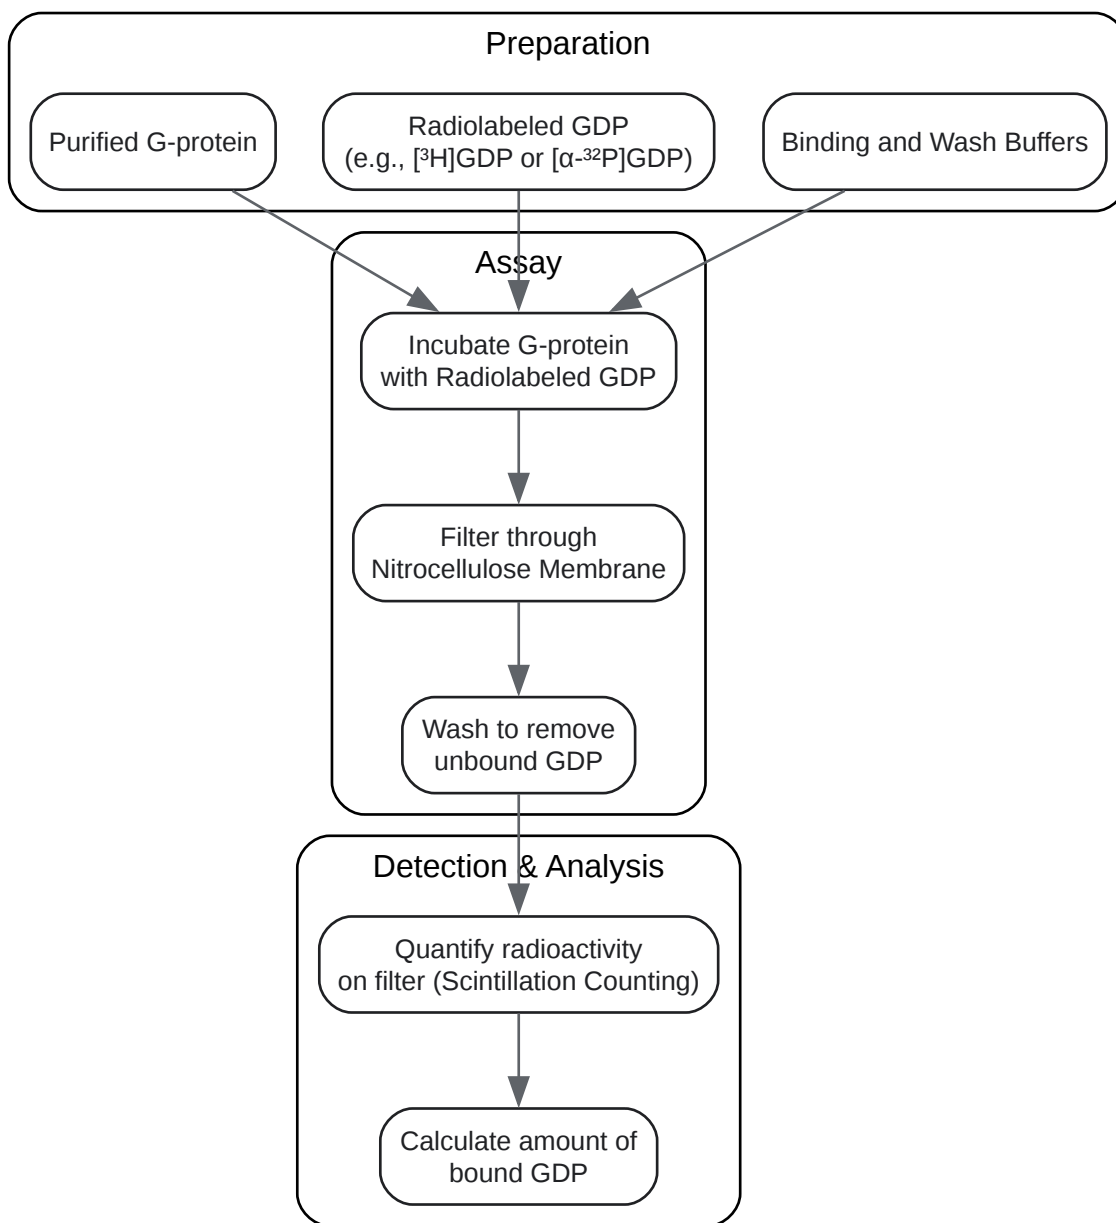 Preparation
Purified G-protein
Radiolabeled GDP
(e.g., [³H]GDP or [α-³²P]GDP)
Binding and Wash Buffers
Assay
Incubate G-protein
with Radiolabeled GDP
Filter through
Nitrocellulose Membrane
Wash to remove
unbound GDP
Detection & Analysis
Quantify radioactivity
on filter (Scintillation Counting)
Calculate amount of
bound GDP